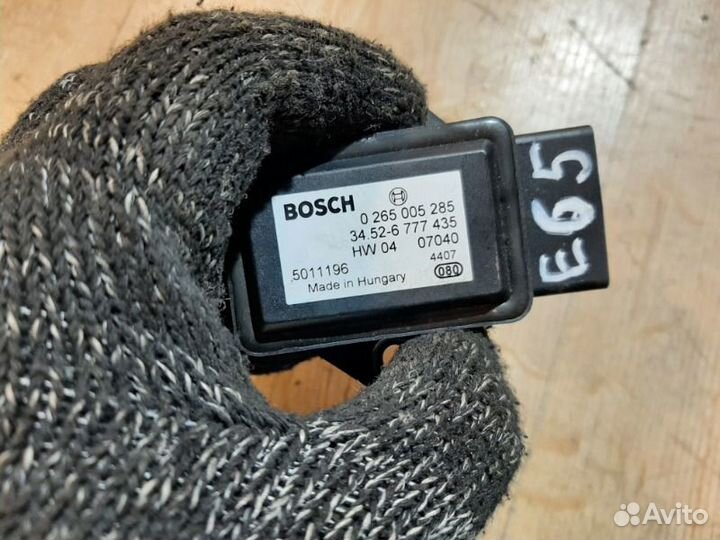 BOSCH
0 265 005 285
34.52-6 777 435
HW 04 07040
4407
5011196
080
Made in Hungary
E65
Avito